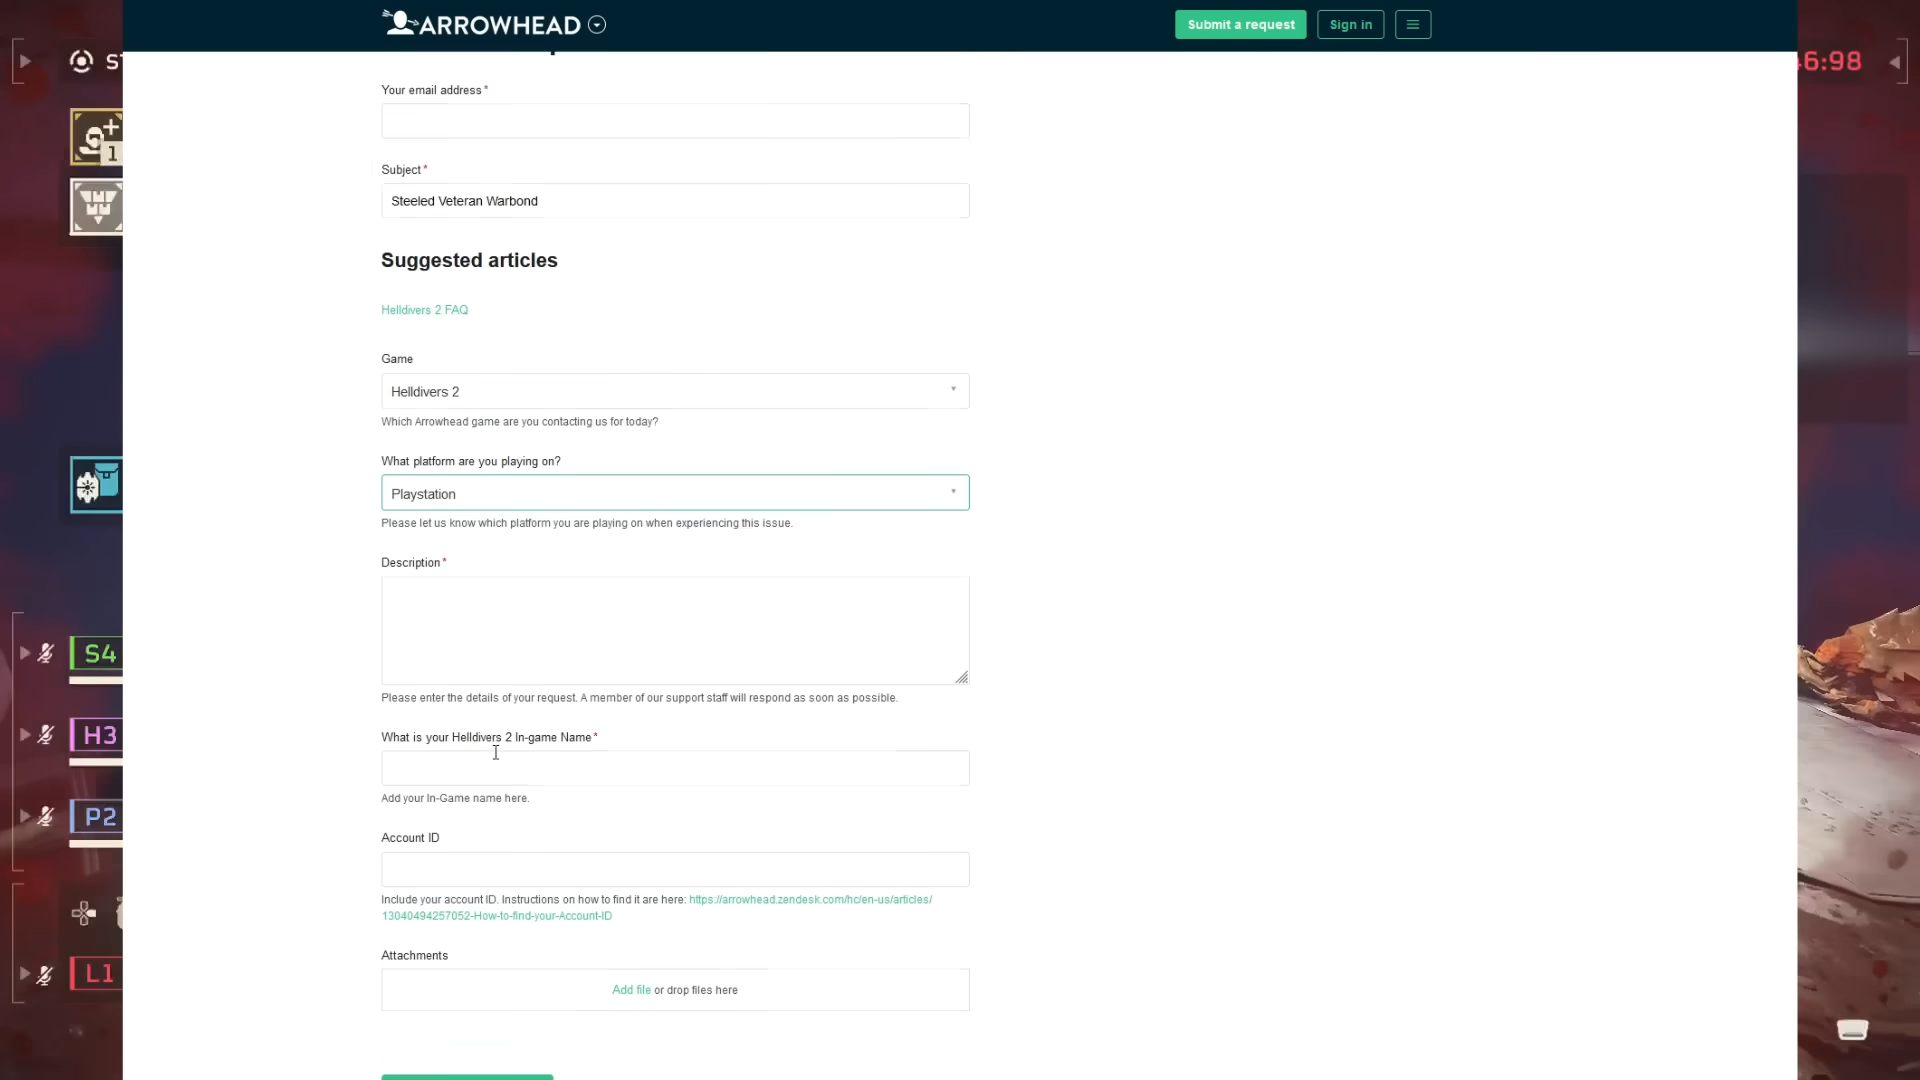 ARROWHEAD
Submit a request
Sign in
ST
6:98
1
Your email address*
Subject*
Steeled Veteran Warbond
Suggested articles
Helldivers 2 FAQ
Game
Helldivers 2
Which Arrowhead game are you contacting us for today?
What platform are you playing on?
Playstation
Please let us know which platform you are playing on when experiencing this issue.
Description*
Please enter the details of your request. A member of our support staff will respond as soon as possible.
S4
H3
What is your Helldivers 2 In-game Name*
Add your In-Game name here.
P2
Account ID
Include your account ID. Instructions on how to find it are here: https://arrowhead.zendesk.com/hc/en-us/articles/
13040494257052-How-to-find-your-Account-ID
Attachments
L1
Add file or drop files here